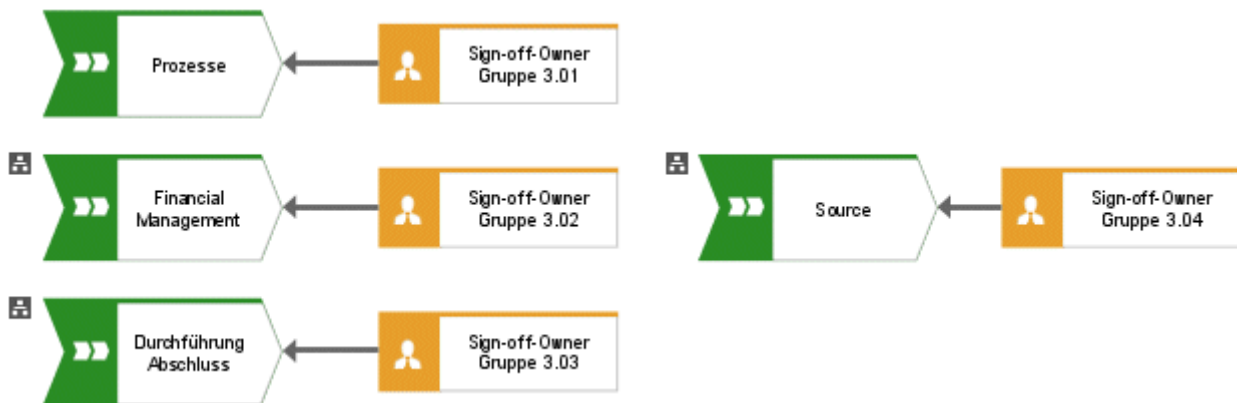 Prozesse
Sign-off-Owner
Gruppe 3.01
Financial
Management
Sign-off-Owner
Gruppe 3.02
Source
Sign-off-Owner
Gruppe 3.04
Durchführung
Abschluss
Sign-off-Owner
Gruppe 3.03